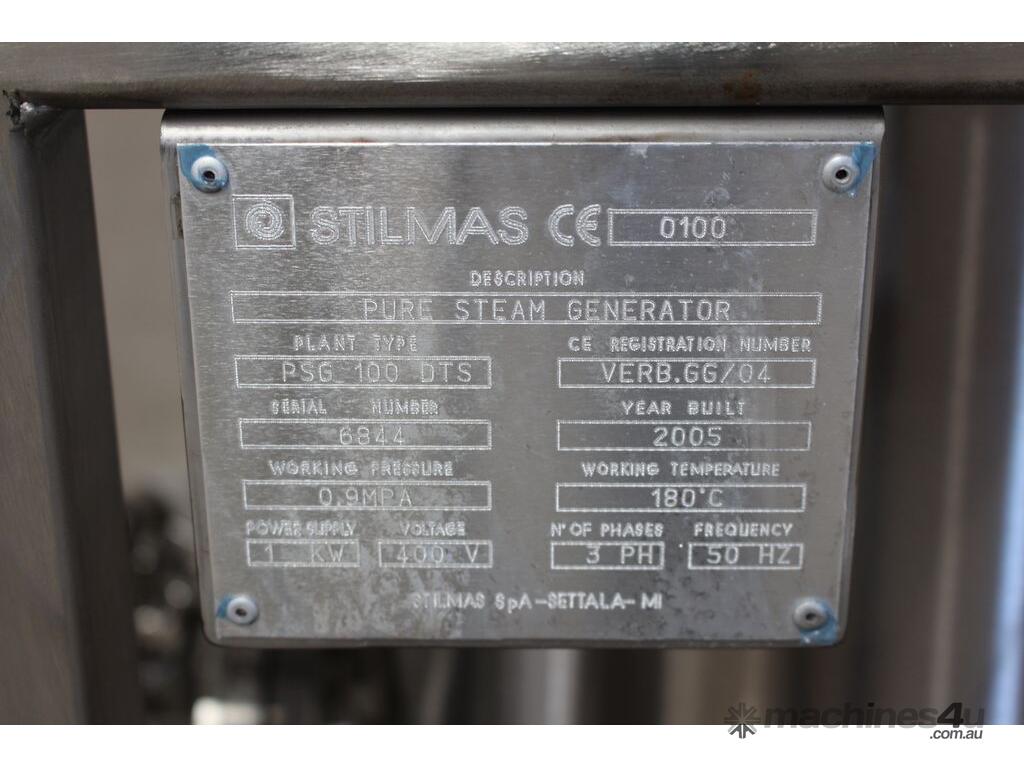 STILMAS CE 0100
DESCRIPTION
PURE STEAM GENERATOR
PLANT TYPE CE REGISTRATION NUMBER
PSG 100 DTS VERB.GG/04
SERIAL NUMBER YEAR BUILT
6844 2005
WORKING PRESSURE WORKING TEMPERATURE
0.9MPA 180°C
POWER SUPPLY VOLTAGE N° OF PHASES FREQUENCY
1 KW 400 V 3 PH 50 HZ
STILMAS SpA-SETTALA-MI
machines4u
.com.au